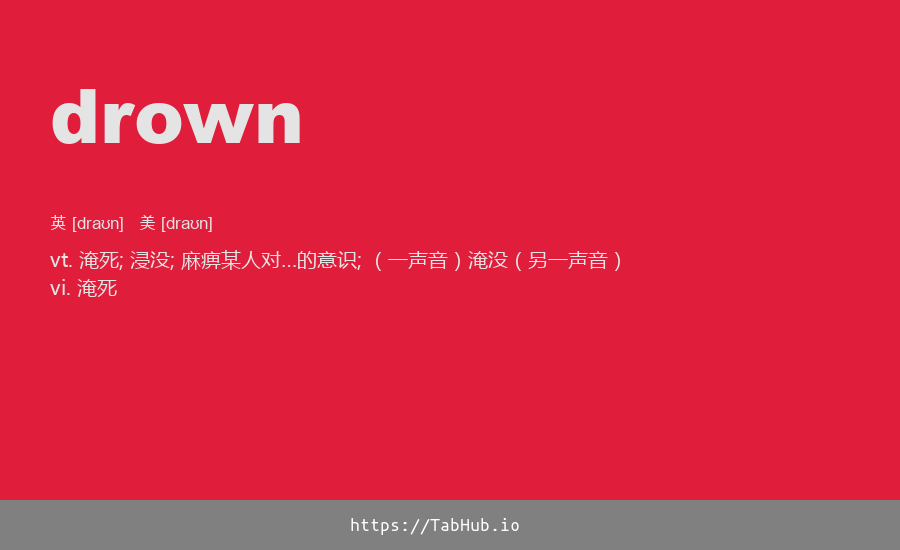 drown
英 [draʊn] 美 [draʊn]
vt. 淹死; 浸没; 麻痹某人对…的意识; （一声音）淹没（另一声音）
vi. 淹死
https://TabHub.io